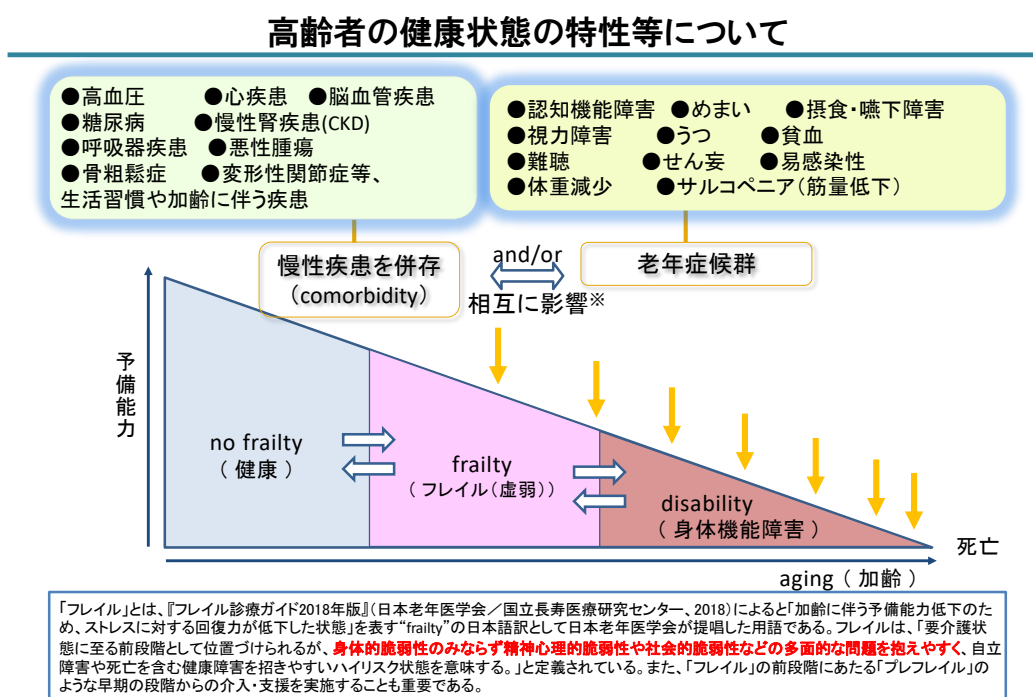 高齢者の健康状態の特性等について
●高血圧 ●心疾患 ●脳血管疾患
●糖尿病 ●慢性腎疾患(CKD)
●呼吸器疾患 ●悪性腫瘍
●骨粗鬆症 ●変形性関節症等、
生活習慣や加齢に伴う疾患
●認知機能障害 ●めまい ●摂食・嚥下障害
●視力障害 ●うつ ●貧血
●難聴 ●せん妄 ●易感染性
●体重減少 ●サルコペニア(筋量低下)
慢性疾患を併存
(comorbidity)
and/or
相互に影響※
老年症候群
予備能力
no frailty
( 健康 )
frailty
( フレイル(虚弱))
disability
( 身体機能障害 )
死亡
aging ( 加齢 )
「フレイル」とは、『フレイル診療ガイド2018年版』(日本老年医学会/国立長寿医療研究センター、2018)によると「加齢に伴う予備能力低下のた
め、ストレスに対する回復力が低下した状態」を表す“frailty”の日本語訳として日本老年医学会が提唱した用語である。フレイルは、「要介護状
態に至る前段階として位置づけられるが、身体的脆弱性のみならず精神心理的脆弱性や社会的脆弱性などの多面的な問題を抱えやすく、自立
障害や死亡を含む健康障害を招きやすいハイリスク状態を意味する。」と定義されている。また、「フレイル」の前段階にあたる「プレフレイル」の
ような早期の段階からの介入・支援を実施することも重要である。